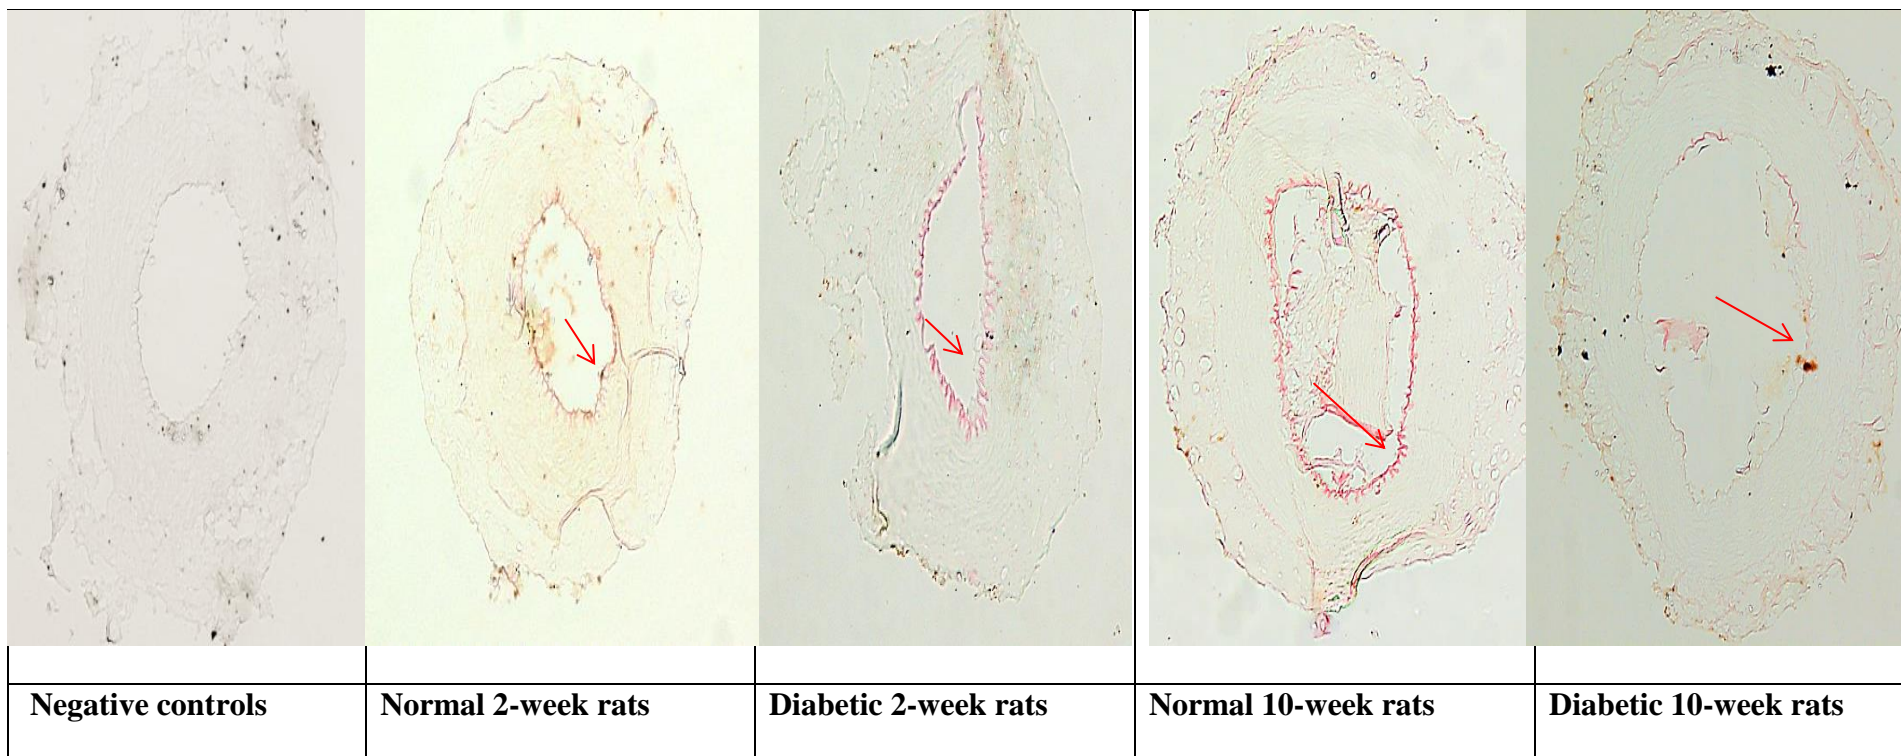 Negative controls
Normal 2-week rats
Diabetic 2-week rats
Normal 10-week rats
Diabetic 10-week rats